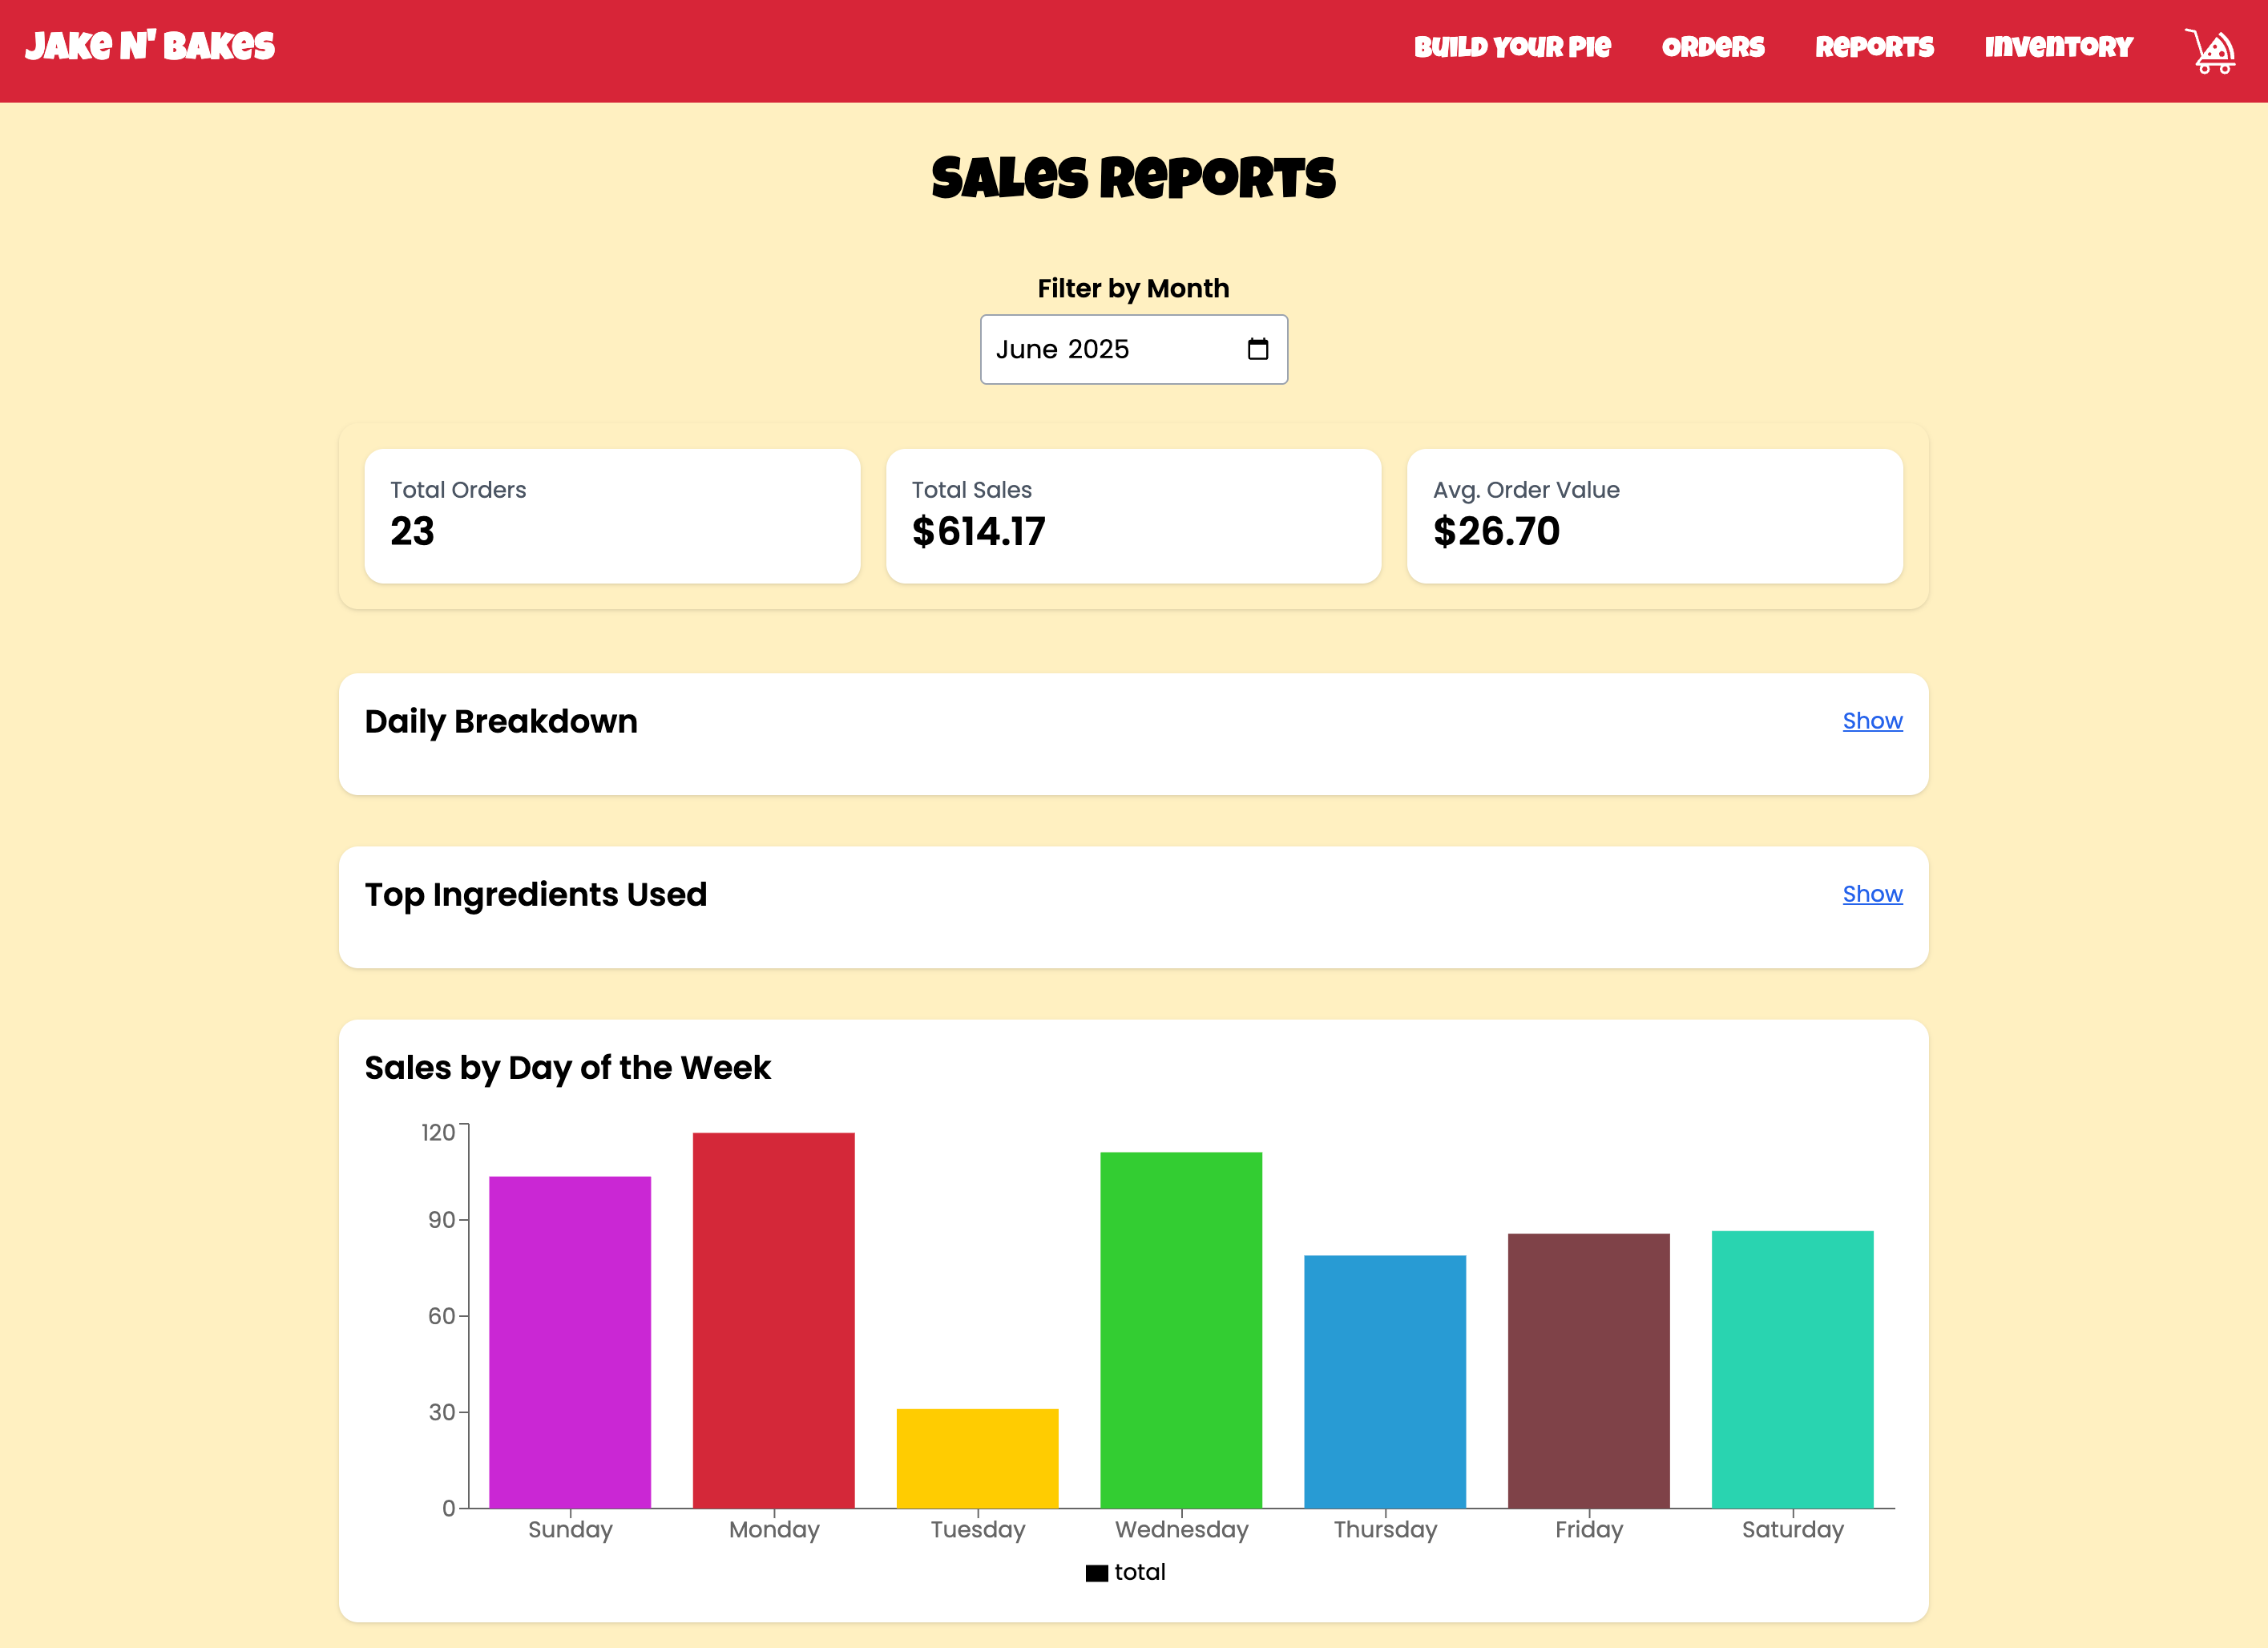 Jake N' Bakes
Build Your Pie Orders Reports Inventory
Sales Reports
Filter by Month
June 2025
Total Orders
23
Total Sales
$614.17
Avg. Order Value
$26.70
Daily Breakdown Show
Top Ingredients Used Show
Sales by Day of the Week
120
90
60
30
0
Sunday Monday Tuesday Wednesday Thursday Friday Saturday
total